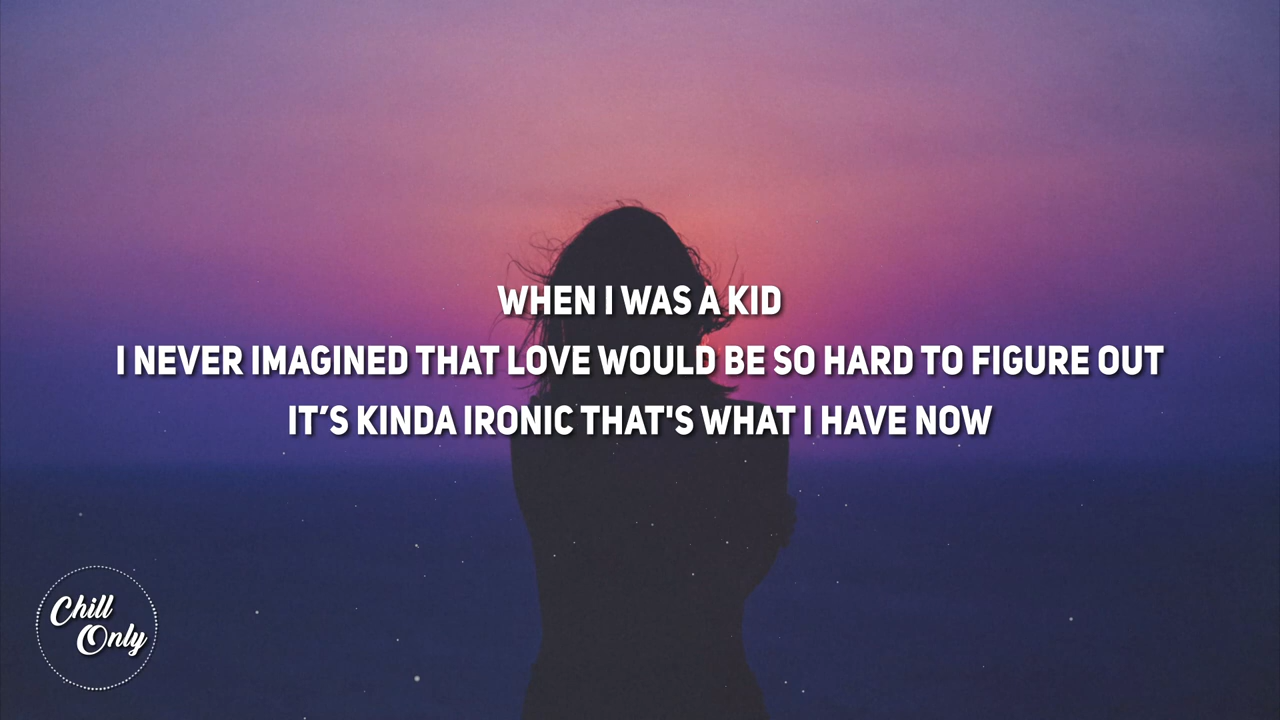 WHEN I WAS A KID
I NEVER IMAGINED THAT LOVE WOULD BE SO HARD TO FIGURE OUT
IT’S KINDA IRONIC THAT'S WHAT I HAVE NOW
Chill
Only